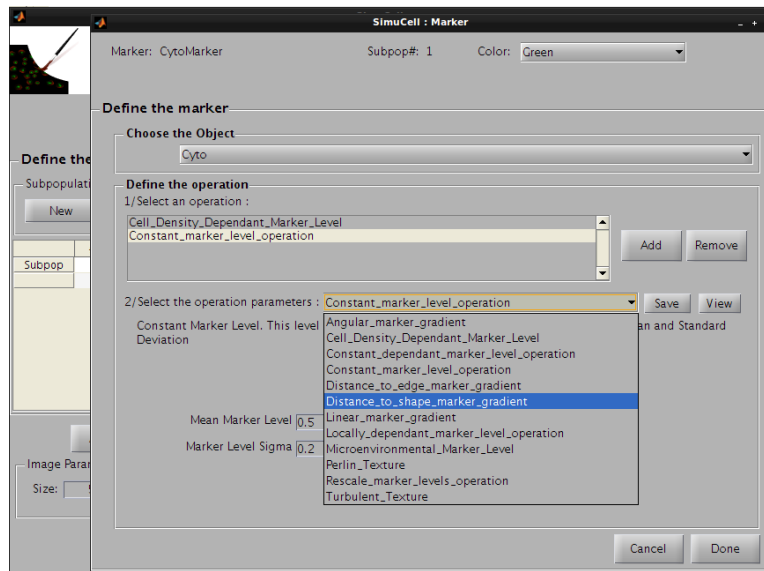 SimuCell : Marker
Marker: CytoMarker Subpop#: 1 Color: Green
Define the marker
Choose the Object
Cyto
Define the
Define the operation
Subpopulati
1/Select an operation :
New
Cell_Density_Dependant_Marker_Level
Constant_marker_level_operation
Add Remove
Subpop
2/Select the operation parameters : Constant_marker_level_operation Save View
Constant Marker Level. This level an and Standard
Deviation
Angular_marker_gradient
Cell_Density_Dependant_Marker_Level
Constant_dependant_marker_level_operation
Constant_marker_level_operation
Distance_to_edge_marker_gradient
Distance_to_shape_marker_gradient
Linear_marker_gradient
Locally_dependant_marker_level_operation
Microenvironmental_Marker_Level
Perlin_Texture
Rescale_marker_levels_operation
Turbulent_Texture
Mean Marker Level 0.5
Marker Level Sigma 0.2
Image Parar
Size:
Cancel Done